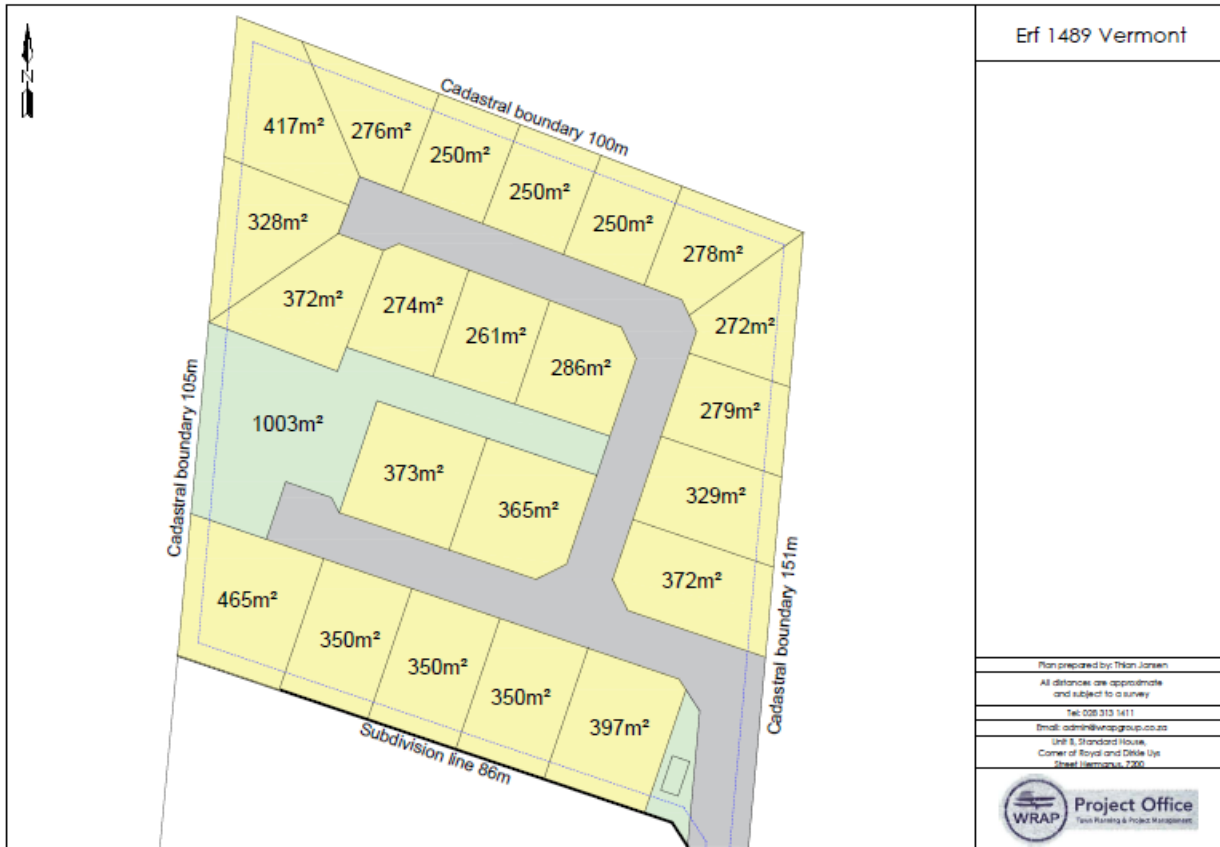 Erf 1489 Vermont
N
Cadastral boundary 100m
417m²
276m²
250m²
250m²
250m²
278m²
328m²
372m²
274m²
261m²
286m²
272m²
279m²
329m²
372m²
Cadastral boundary 105m
1003m²
373m²
365m²
Cadastral boundary 151m
465m²
350m²
350m²
350m²
397m²
Subdivision line 86m
Plan prepared by: Thian Jansen
All distances are approximate
and subject to a survey
Tel: 028 313 1411
Email: admin@wrapgroup.co.za
Unit 8, Standard House,
Corner of Royal and Dirkie Uys
Street Hermanus, 7200
WRAP
Project Office
Town Planning & Project Management